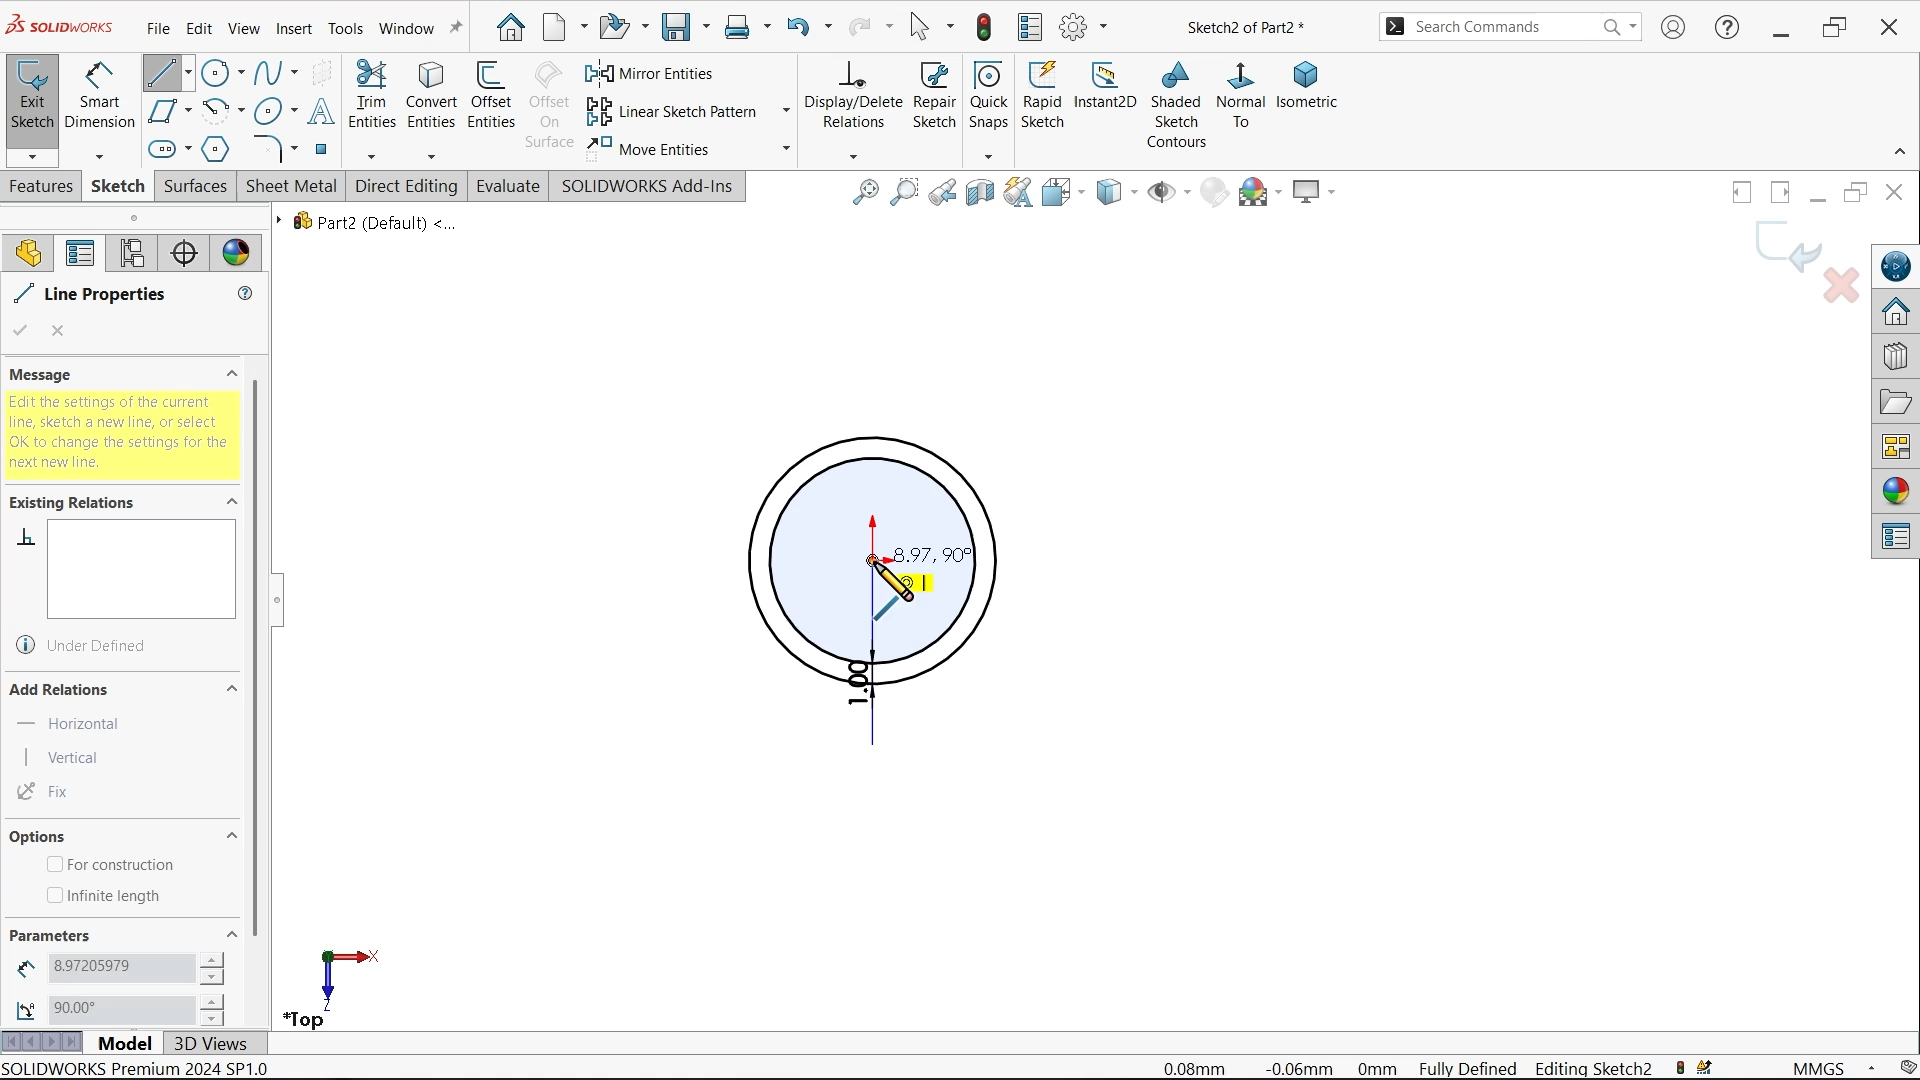 SOLIDWORKS
File Edit View Insert Tools Window
Sketch2 of Part2 *
Search Commands
Exit Sketch
Smart Dimension
Trim Entities
Convert Entities
Offset Entities
Offset On Surface
Mirror Entities
Linear Sketch Pattern
Move Entities
Display/Delete Relations
Repair Sketch
Quick Snaps
Rapid Sketch
Instant2D
Shaded Sketch Contours
Normal To
Isometric
Features Sketch Surfaces Sheet Metal Direct Editing Evaluate SOLIDWORKS Add-Ins
Part2 (Default) <...
Line Properties
Message
Edit the settings of the current
line, sketch a new line, or select
OK to change the settings for the
next new line.
Existing Relations
Under Defined
Add Relations
Horizontal
Vertical
Fix
Options
For construction
Infinite length
Parameters
8.97205979
90.00°
8.97, 90°
1.00
X
Z
*Top
Model 3D Views
SOLIDWORKS Premium 2024 SP1.0
0.08mm -0.06mm 0mm Fully Defined Editing Sketch2 MMGS